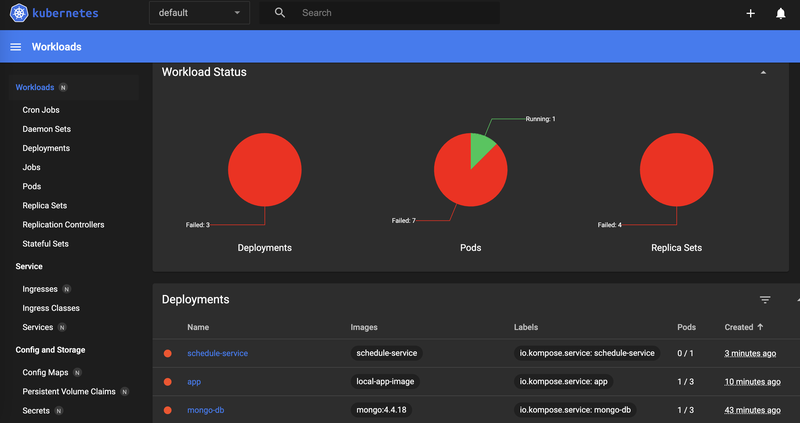 kubernetes
default
Search
Workloads
Workloads N
Cron Jobs
Daemon Sets
Deployments
Jobs
Pods
Replica Sets
Replication Controllers
Stateful Sets
Service
Ingresses N
Ingress Classes
Services N
Config and Storage
Config Maps N
Persistent Volume Claims N
Secrets N
Workload Status
Failed: 3
Deployments
Running: 1
Failed: 7
Pods
Failed: 4
Replica Sets
Deployments
Name Images Labels Pods Created
schedule-service schedule-service io.kompose.service: schedule-service 0 / 1 3 minutes ago
app local-app-image io.kompose.service: app 1 / 3 10 minutes ago
mongo-db mongo:4.4.18 io.kompose.service: mongo-db 1 / 3 43 minutes ago